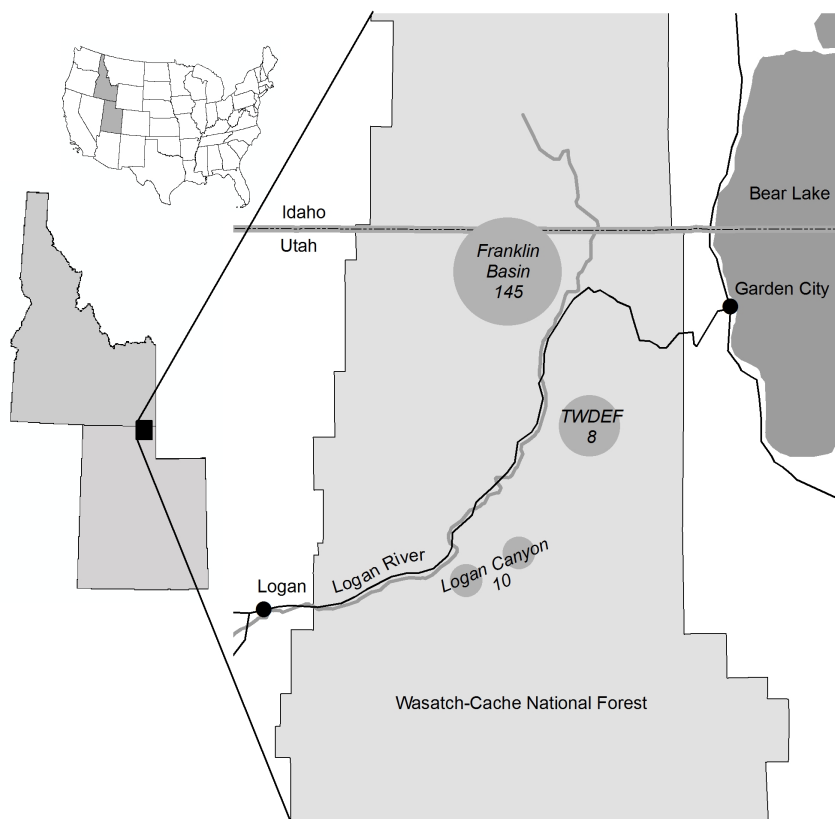 Idaho
Utah
Bear Lake
Franklin
Basin
145
Garden City
TWDEF
8
Logan Canyon
10
Logan River
Logan
Wasatch-Cache National Forest